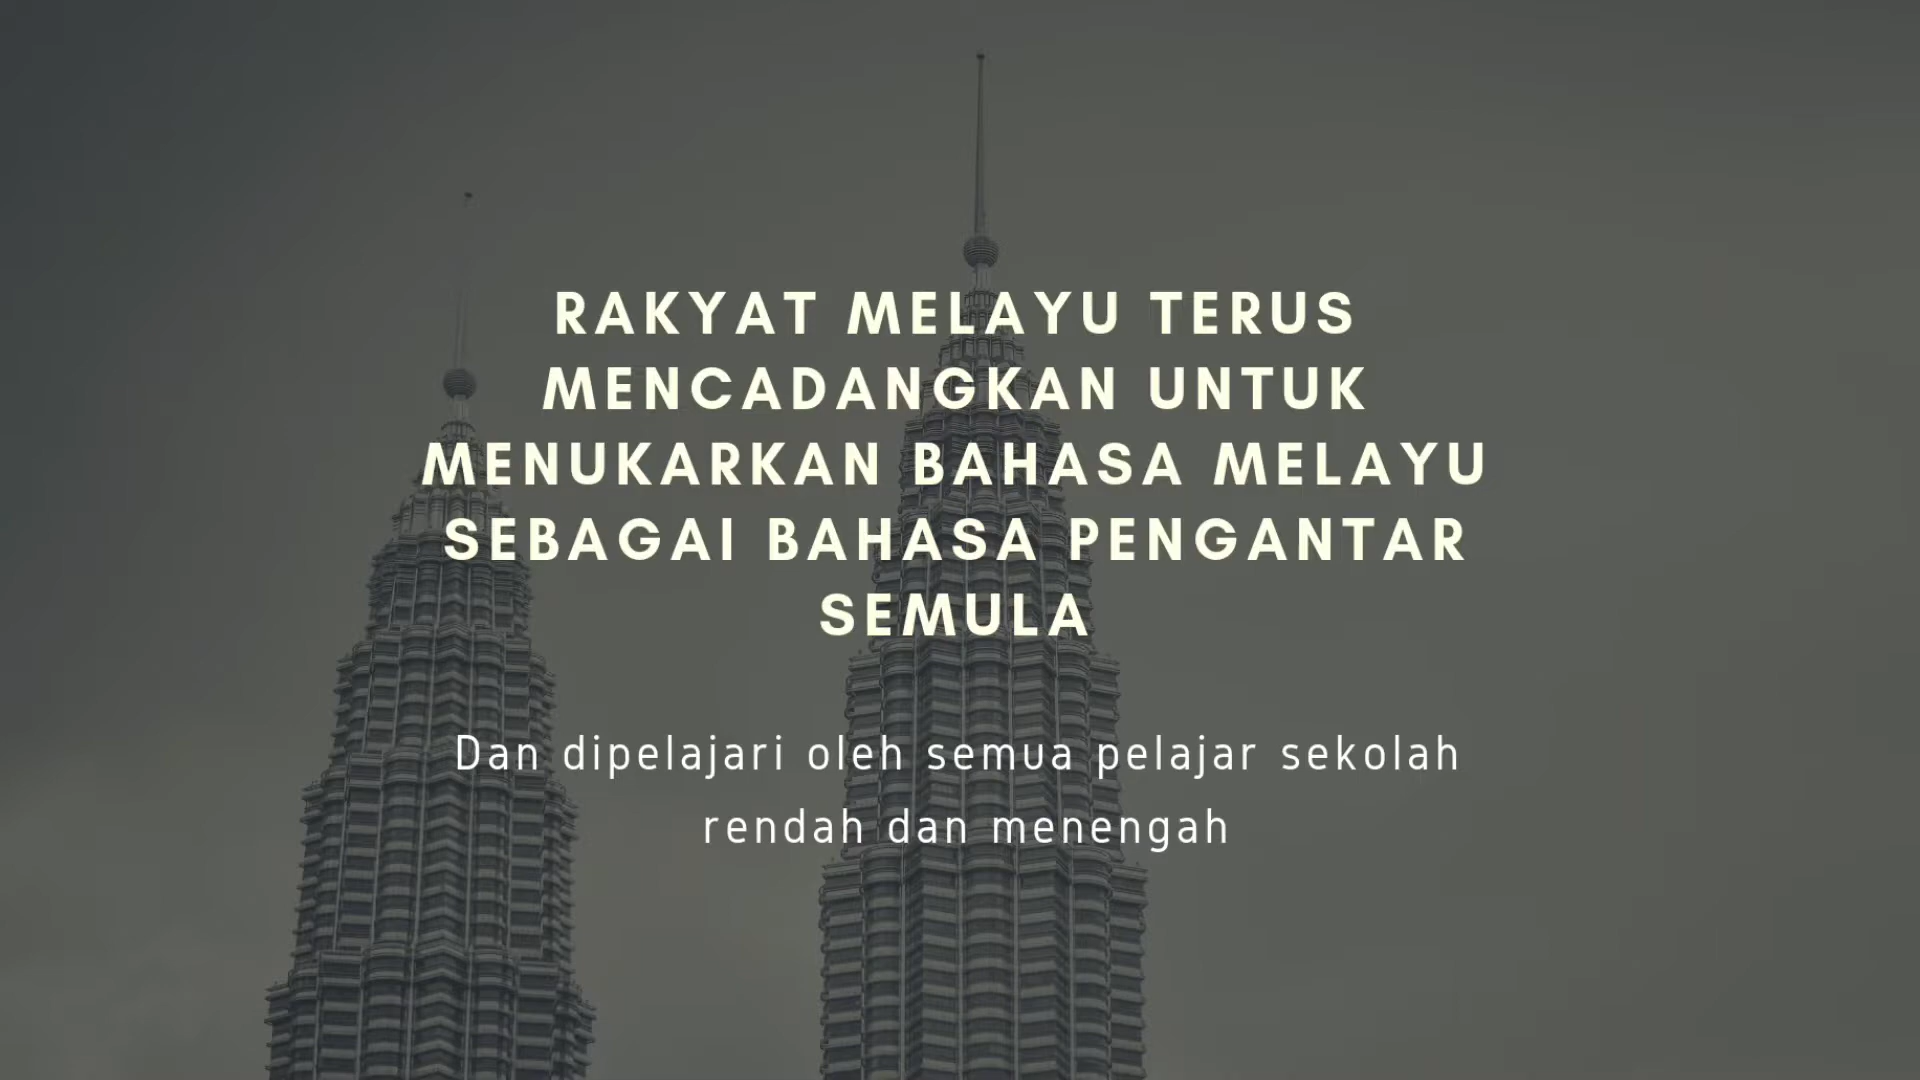 RAKYAT MELAYU TERUS
MENCADANGKAN UNTUK
MENUKARKAN BAHASA MELAYU
SEBAGAI BAHASA PENGANTAR
SEMULA
Dan dipelajari oleh semua pelajar sekolah
rendah dan menengah